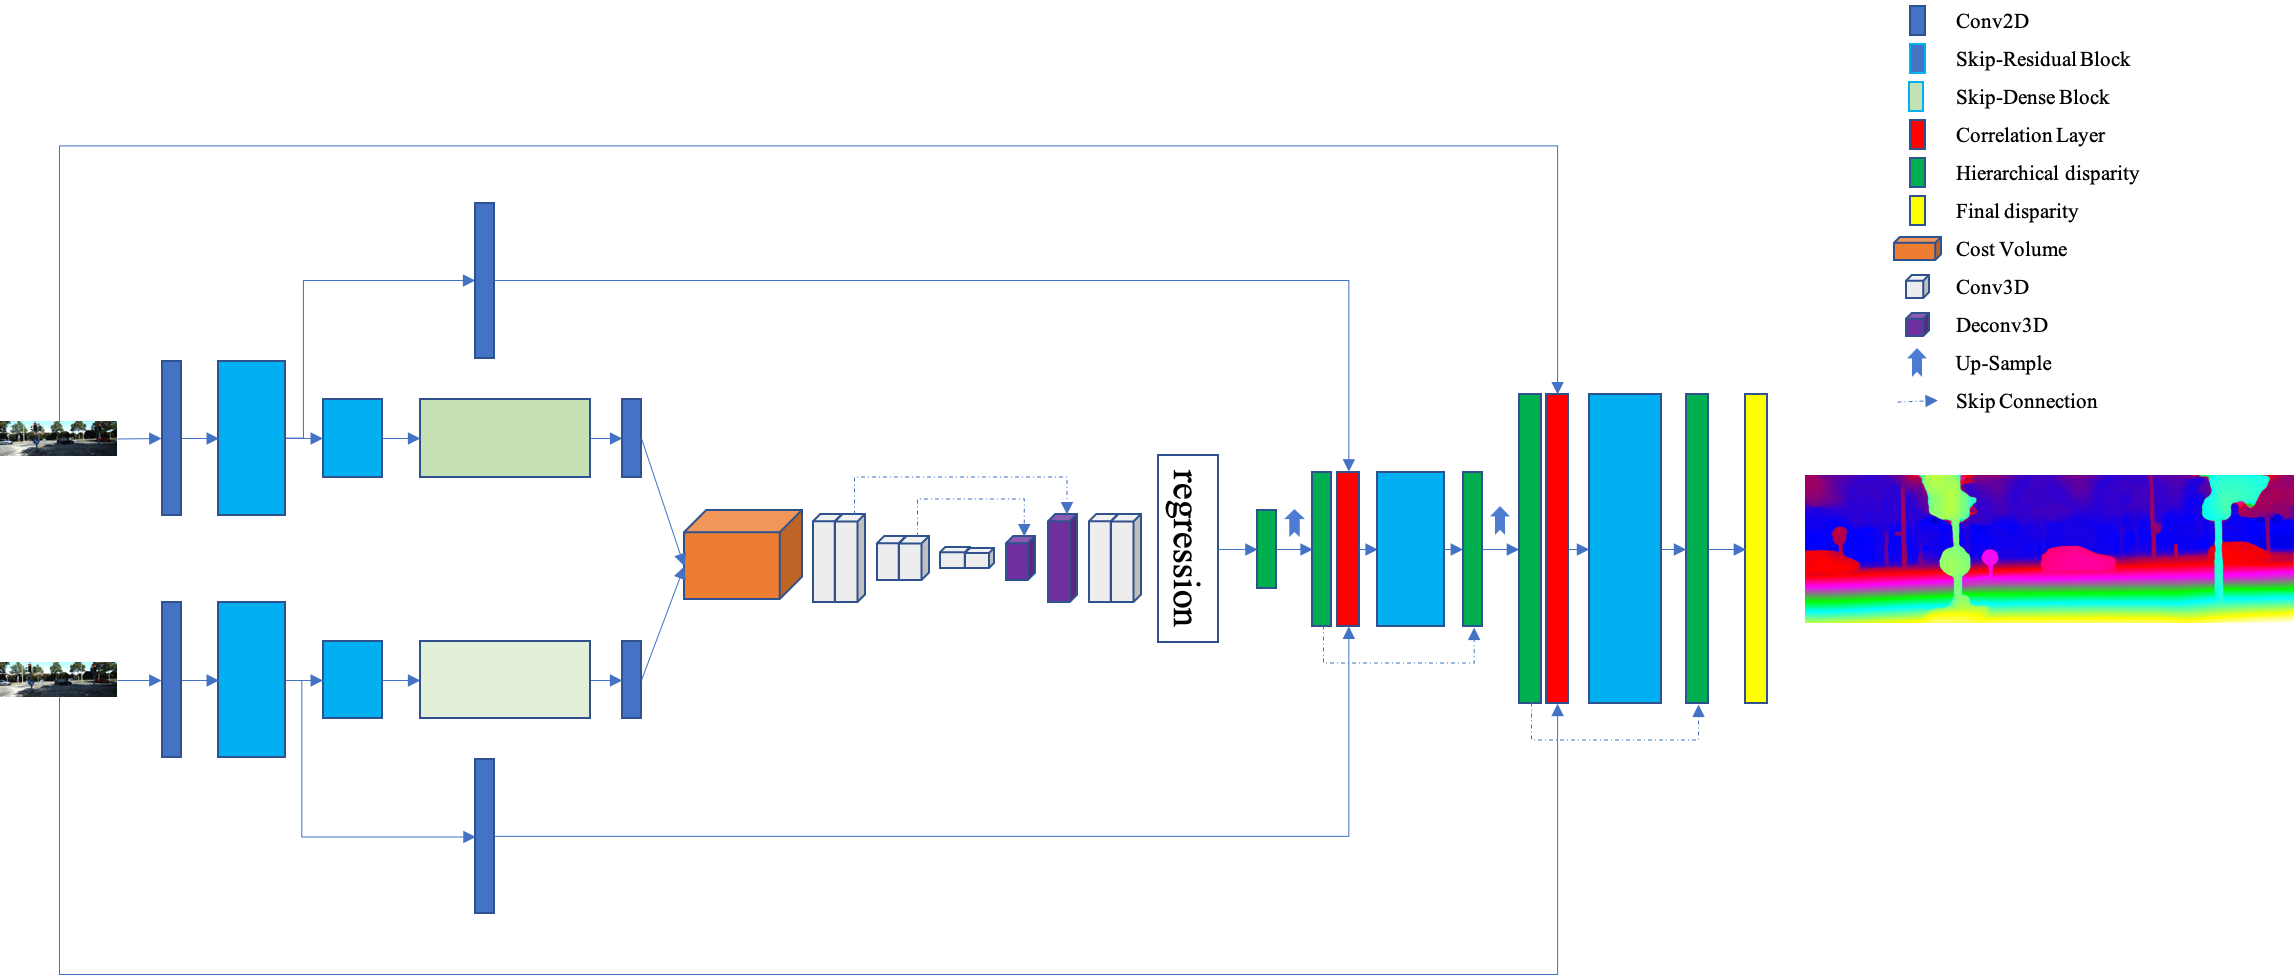 Conv2D
Skip-Residual Block
Skip-Dense Block
Correlation Layer
Hierarchical disparity
Final disparity
Cost Volume
Conv3D
Deconv3D
Up-Sample
Skip Connection
regression